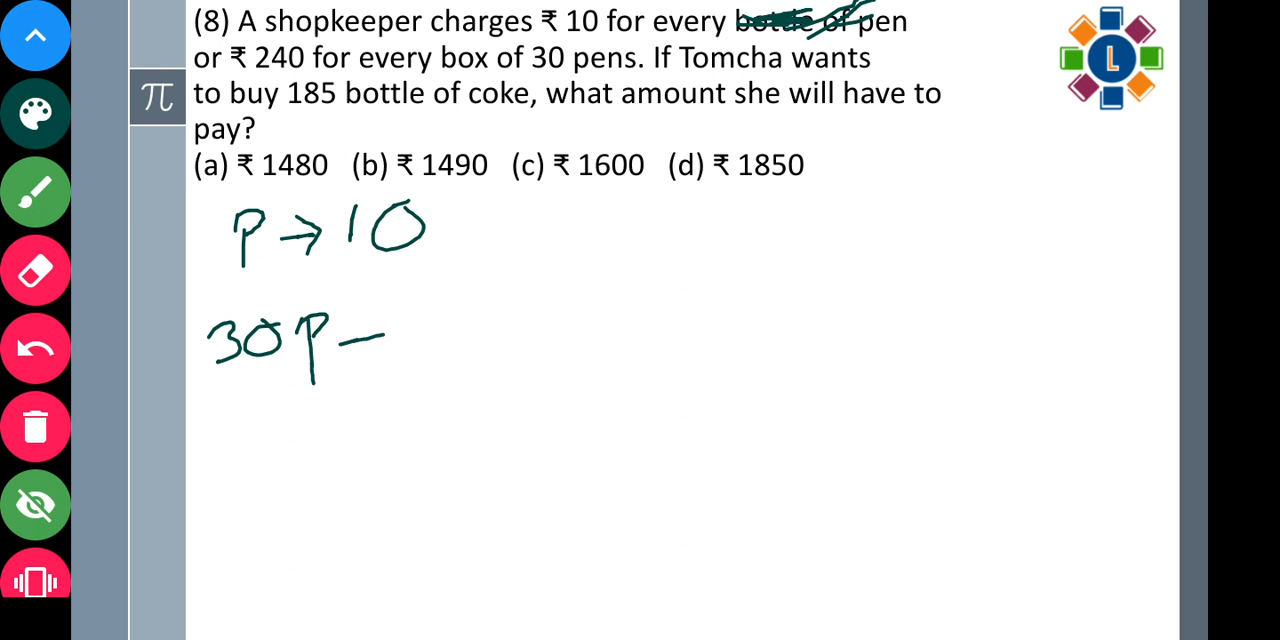 (8) A shopkeeper charges ₹ 10 for every bottle of pen
or ₹ 240 for every box of 30 pens. If Tomcha wants
to buy 185 bottle of coke, what amount she will have to
pay?
(a) ₹ 1480 (b) ₹ 1490 (c) ₹ 1600 (d) ₹ 1850
π
L
P → 10
30 P –